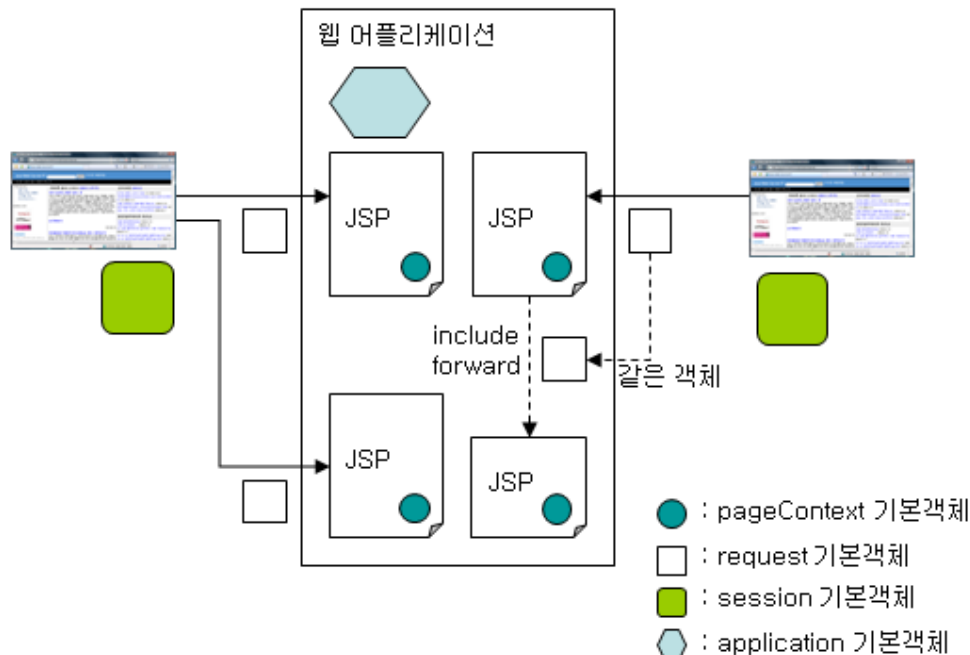 웹 어플리케이션
JSP
JSP
include
forward
같은 객체
JSP
JSP
: pageContext 기본객체
: request 기본객체
: session 기본객체
: application 기본객체